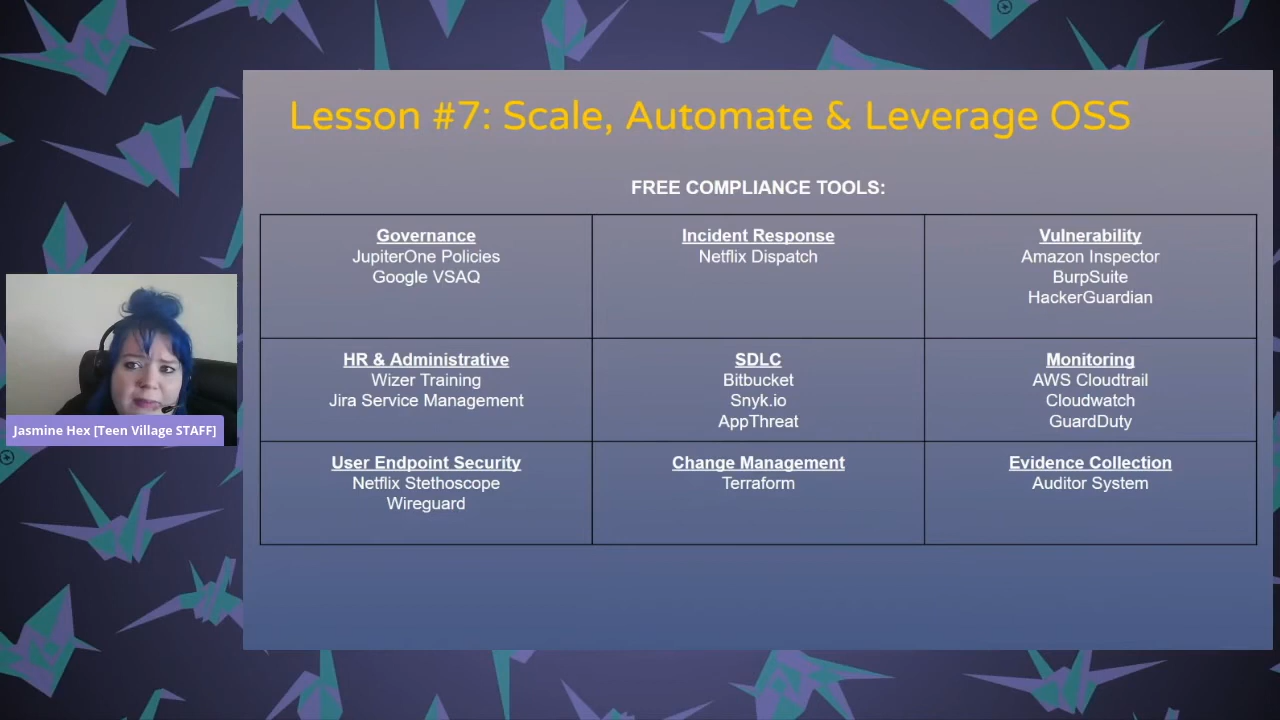 Lesson #7: Scale, Automate & Leverage OSS
FREE COMPLIANCE TOOLS:
Governance
JupiterOne Policies
Google VSAQ
Incident Response
Netflix Dispatch
Vulnerability
Amazon Inspector
BurpSuite
HackerGuardian
HR & Administrative
Wizer Training
Jira Service Management
SDLC
Bitbucket
Snyk.io
AppThreat
Monitoring
AWS Cloudtrail
Cloudwatch
GuardDuty
User Endpoint Security
Netflix Stethoscope
Wireguard
Change Management
Terraform
Evidence Collection
Auditor System
Jasmine Hex [Teen Village STAFF]